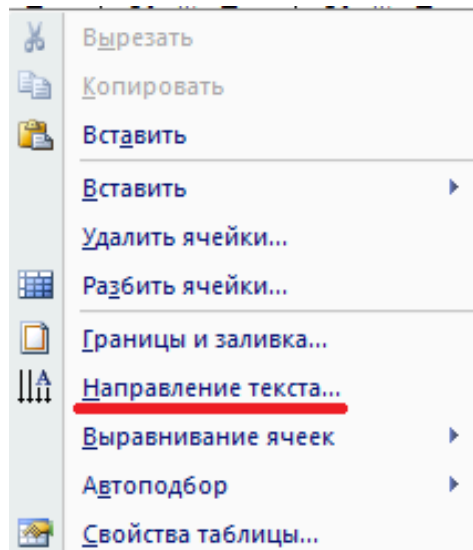 Вырезать
Копировать
Вставить
Вставить
Удалить ячейки...
Разбить ячейки...
Границы и заливка...
Направление текста...
Выравнивание ячеек
Автоподбор
Свойства таблицы...